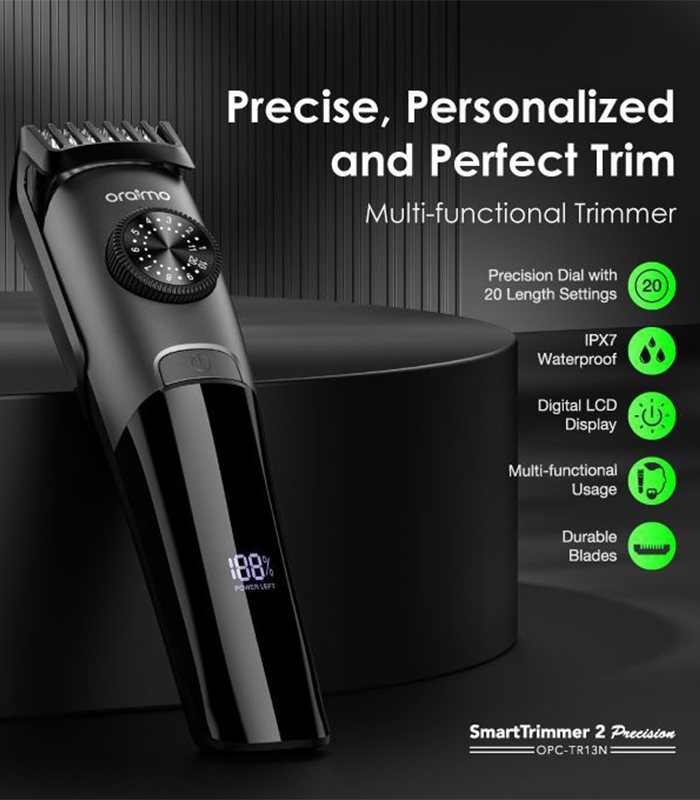 Precise, Personalized
and Perfect Trim
Multi-functional Trimmer
oraimo
Precision Dial with
20 Length Settings
20
IPX7
Waterproof
Digital LCD
Display
Multi-functional
Usage
Durable
Blades
188%
POWER LEFT
SmartTrimmer 2 Precision
OPC-TR13N